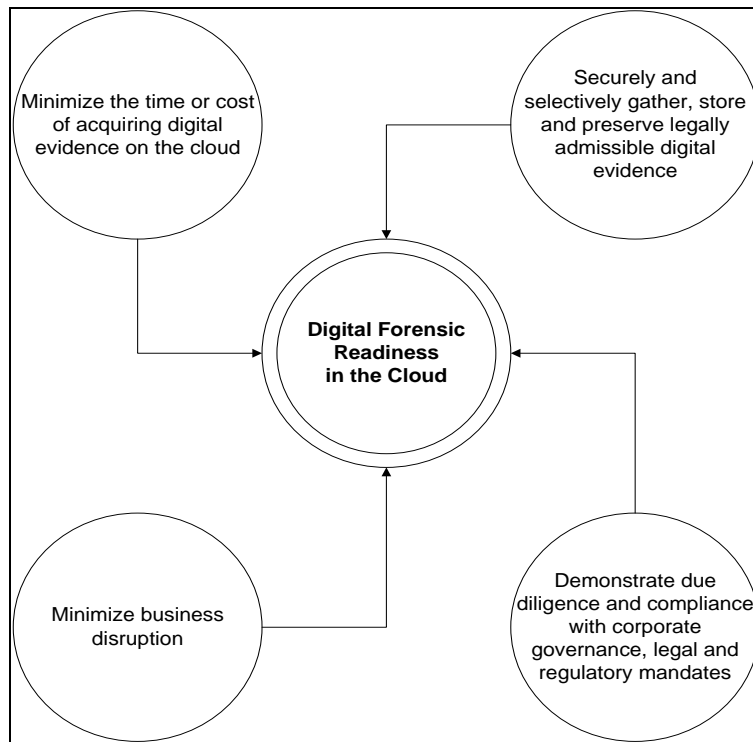 Minimize the time or cost
of acquiring digital
evidence on the cloud
Securely and
selectively gather, store
and preserve legally
admissible digital
evidence
Digital Forensic
Readiness
in the Cloud
Minimize business
disruption
Demonstrate due
diligence and compliance
with corporate
governance, legal and
regulatory mandates